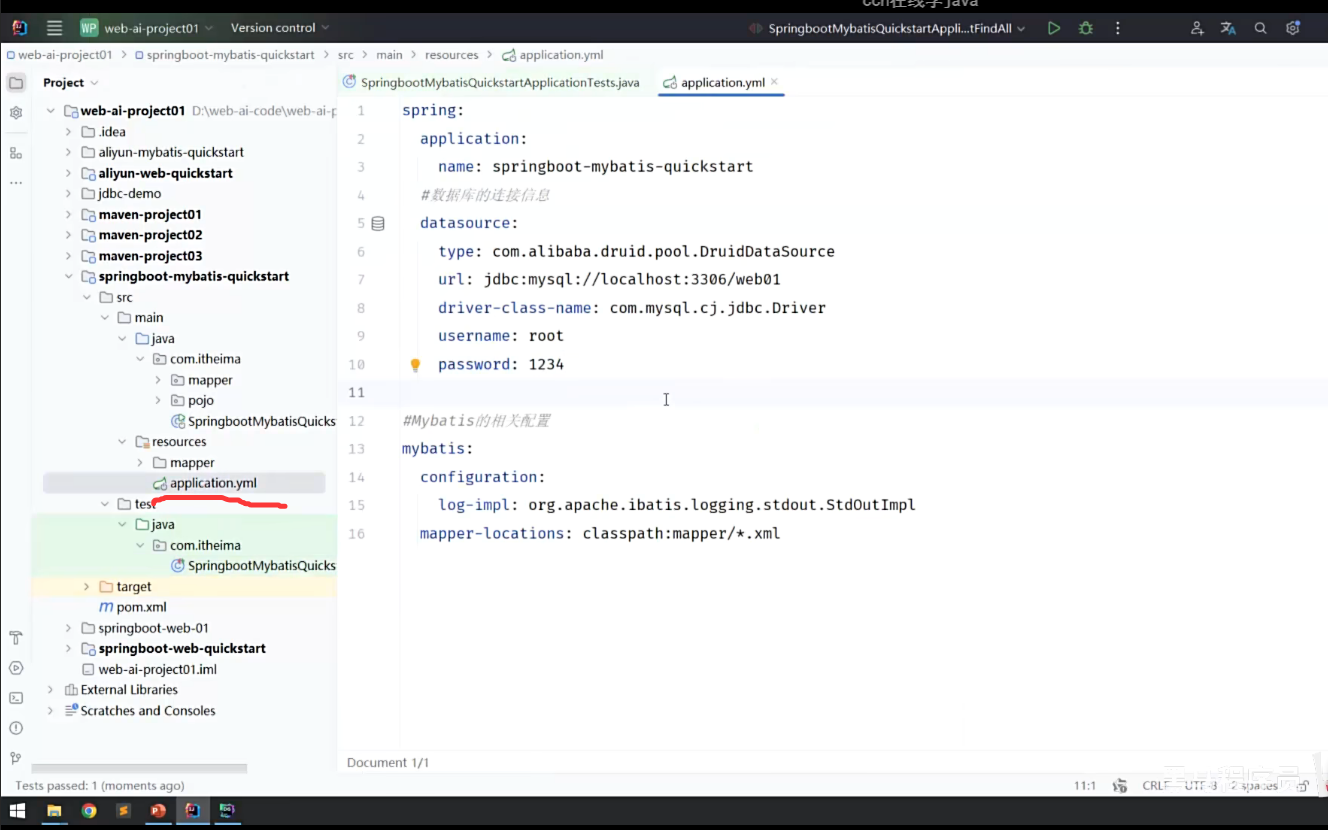 ccn在线学java
WP web-ai-project01 Version control SpringbootMybatisQuickstartAppli...tFindAll
web-ai-project01 springboot-mybatis-quickstart src main resources application.yml
Project
SpringbootMybatisQuickstartApplicationTests.java application.yml
web-ai-project01 D:\web-ai-code\web-ai-p
.idea
aliyun-mybatis-quickstart
aliyun-web-quickstart
jdbc-demo
maven-project01
maven-project02
maven-project03
springboot-mybatis-quickstart
src
main
java
com.itheima
mapper
pojo
SpringbootMybatisQuicks
resources
mapper
application.yml
test
java
com.itheima
SpringbootMybatisQuicks
target
pom.xml
springboot-web-01
springboot-web-quickstart
web-ai-project01.iml
External Libraries
Scratches and Consoles
1 spring:
2 application:
3 name: springboot-mybatis-quickstart
4 #数据库的连接信息
5 datasource:
6 type: com.alibaba.druid.pool.DruidDataSource
7 url: jdbc:mysql://localhost:3306/web01
8 driver-class-name: com.mysql.cj.jdbc.Driver
9 username: root
10 password: 1234
11
12 #Mybatis的相关配置
13 mybatis:
14 configuration:
15 log-impl: org.apache.ibatis.logging.stdout.StdOutImpl
16 mapper-locations: classpath:mapper/*.xml
Document 1/1
Tests passed: 1 (moments ago) 11:1 CRLF UTF-8 2 spaces